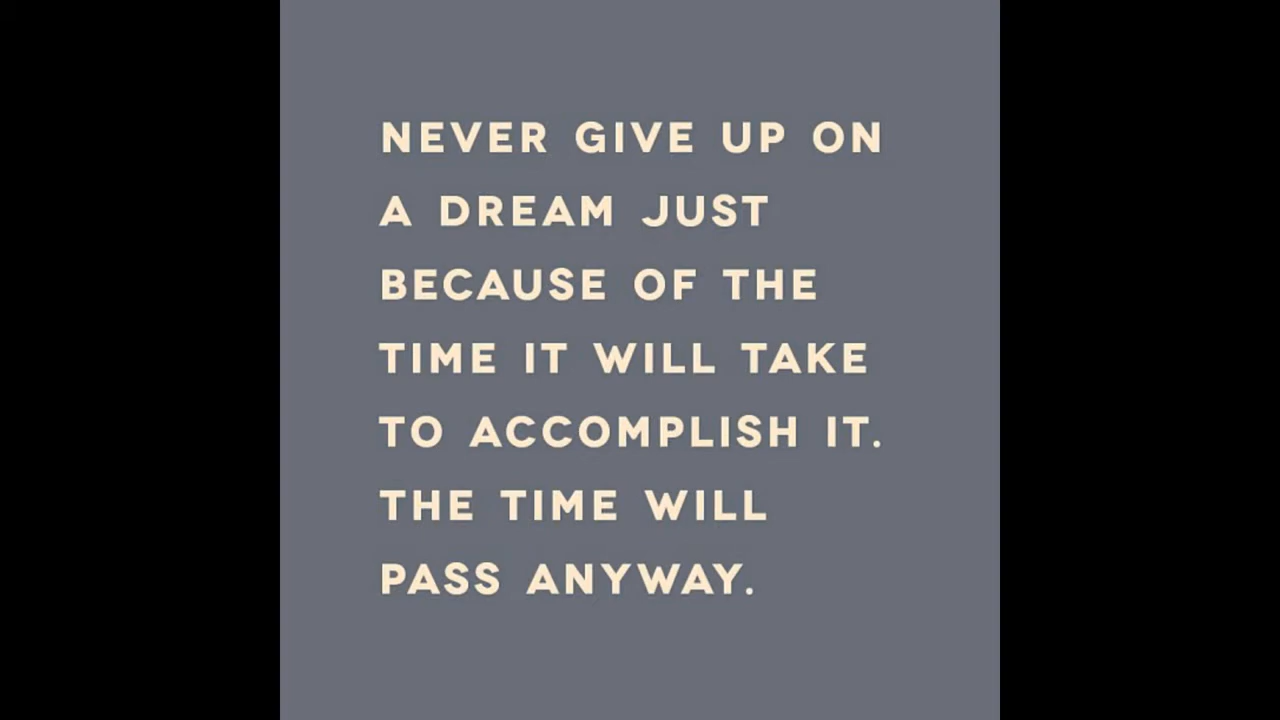 NEVER GIVE UP ON
A DREAM JUST
BECAUSE OF THE
TIME IT WILL TAKE
TO ACCOMPLISH IT.
THE TIME WILL
PASS ANYWAY.